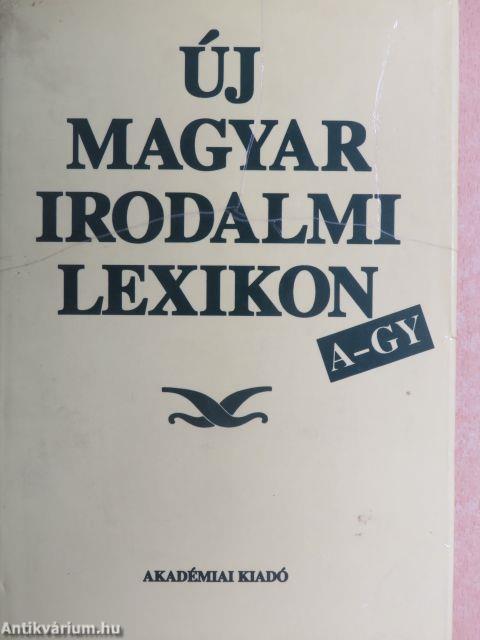 ÚJ
MAGYAR
IRODALMI
LEXIKON
A–GY
AKADÉMIAI KIADÓ
Antikvárium.hu